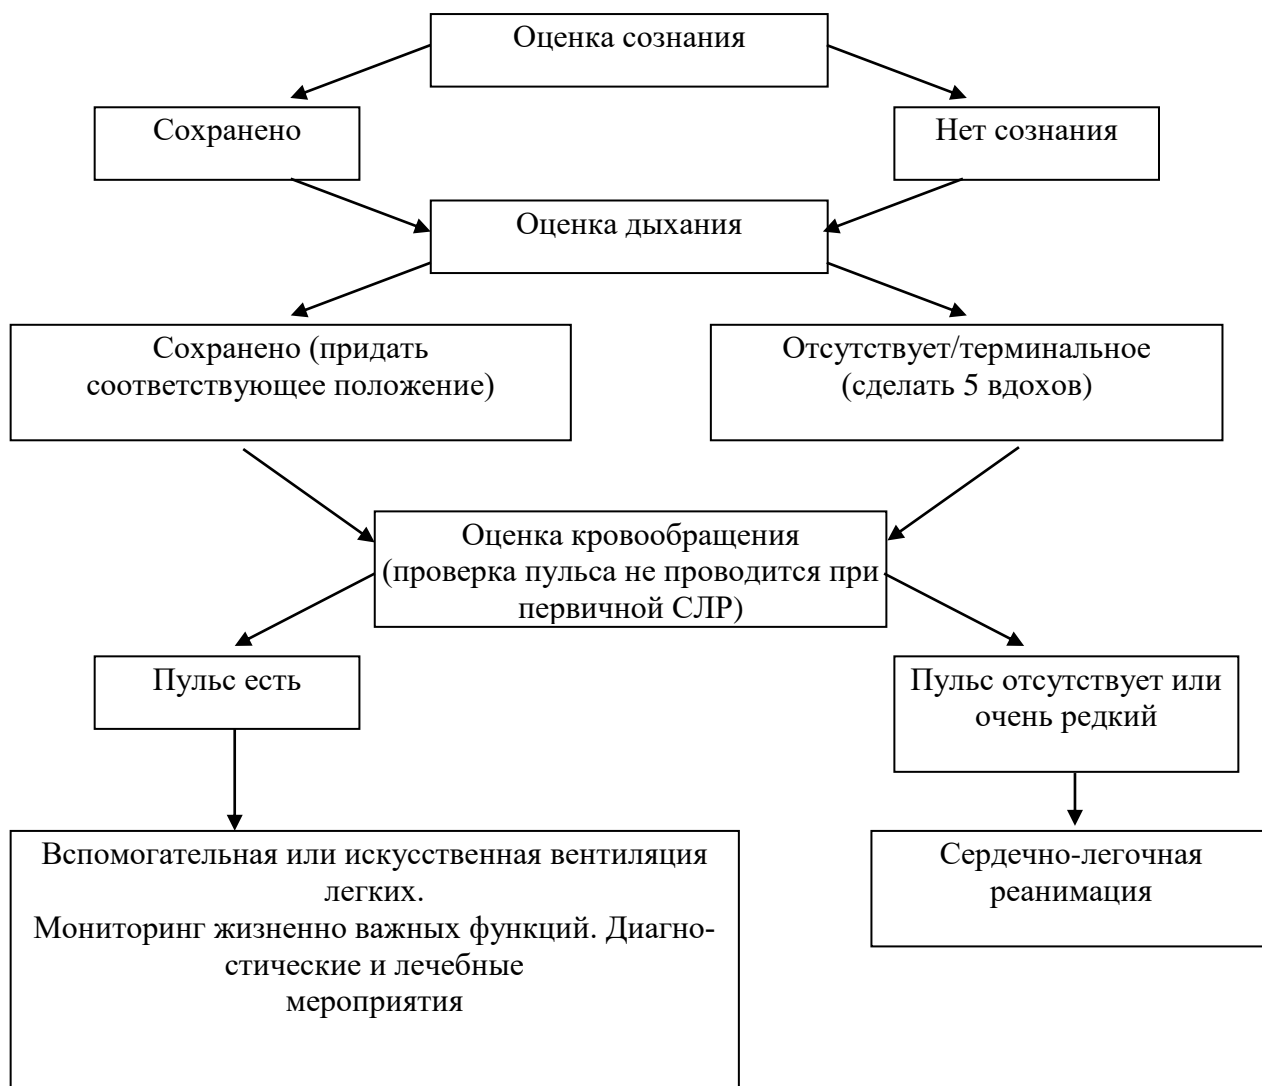 Оценка сознания
Сохранено
Нет сознания
Оценка дыхания
Сохранено (придать
соответствующее положение)
Отсутствует/терминальное
(сделать 5 вдохов)
Оценка кровообращения
(проверка пульса не проводится при
первичной СЛР)
Пульс есть
Пульс отсутствует или
очень редкий
Вспомогательная или искусственная вентиляция
легких.
Мониторинг жизненно важных функций. Диагно-
стические и лечебные
мероприятия
Сердечно-легочная
реанимация